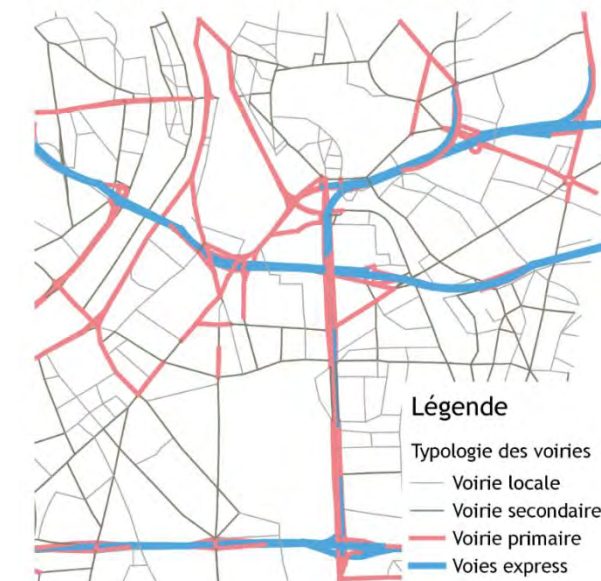 Légende
Typologie des voiries
Voirie locale
Voirie secondaire
Voirie primaire
Voies express